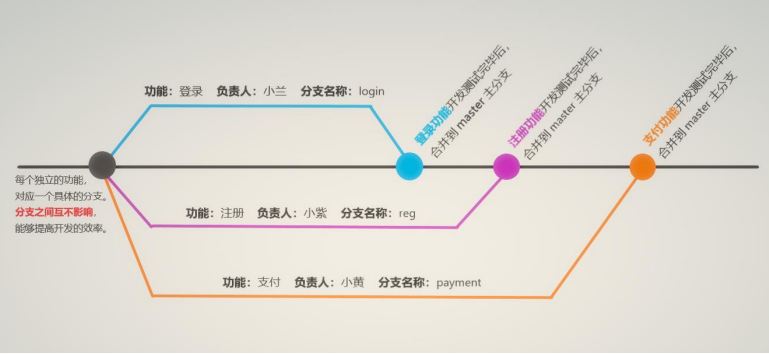 功能：登录 负责人：小兰 分支名称：login
登录功能开发测试完毕后，
合并到 master 主分支
注册功能开发测试完毕后，
合并到 master 主分支
支付功能开发测试完毕后，
合并到 master 主分支
每个独立的功能，
对应一个具体的分支。
分支之间互不影响，
能够提高开发的效率。
功能：注册 负责人：小紫 分支名称：reg
功能：支付 负责人：小黄 分支名称：payment